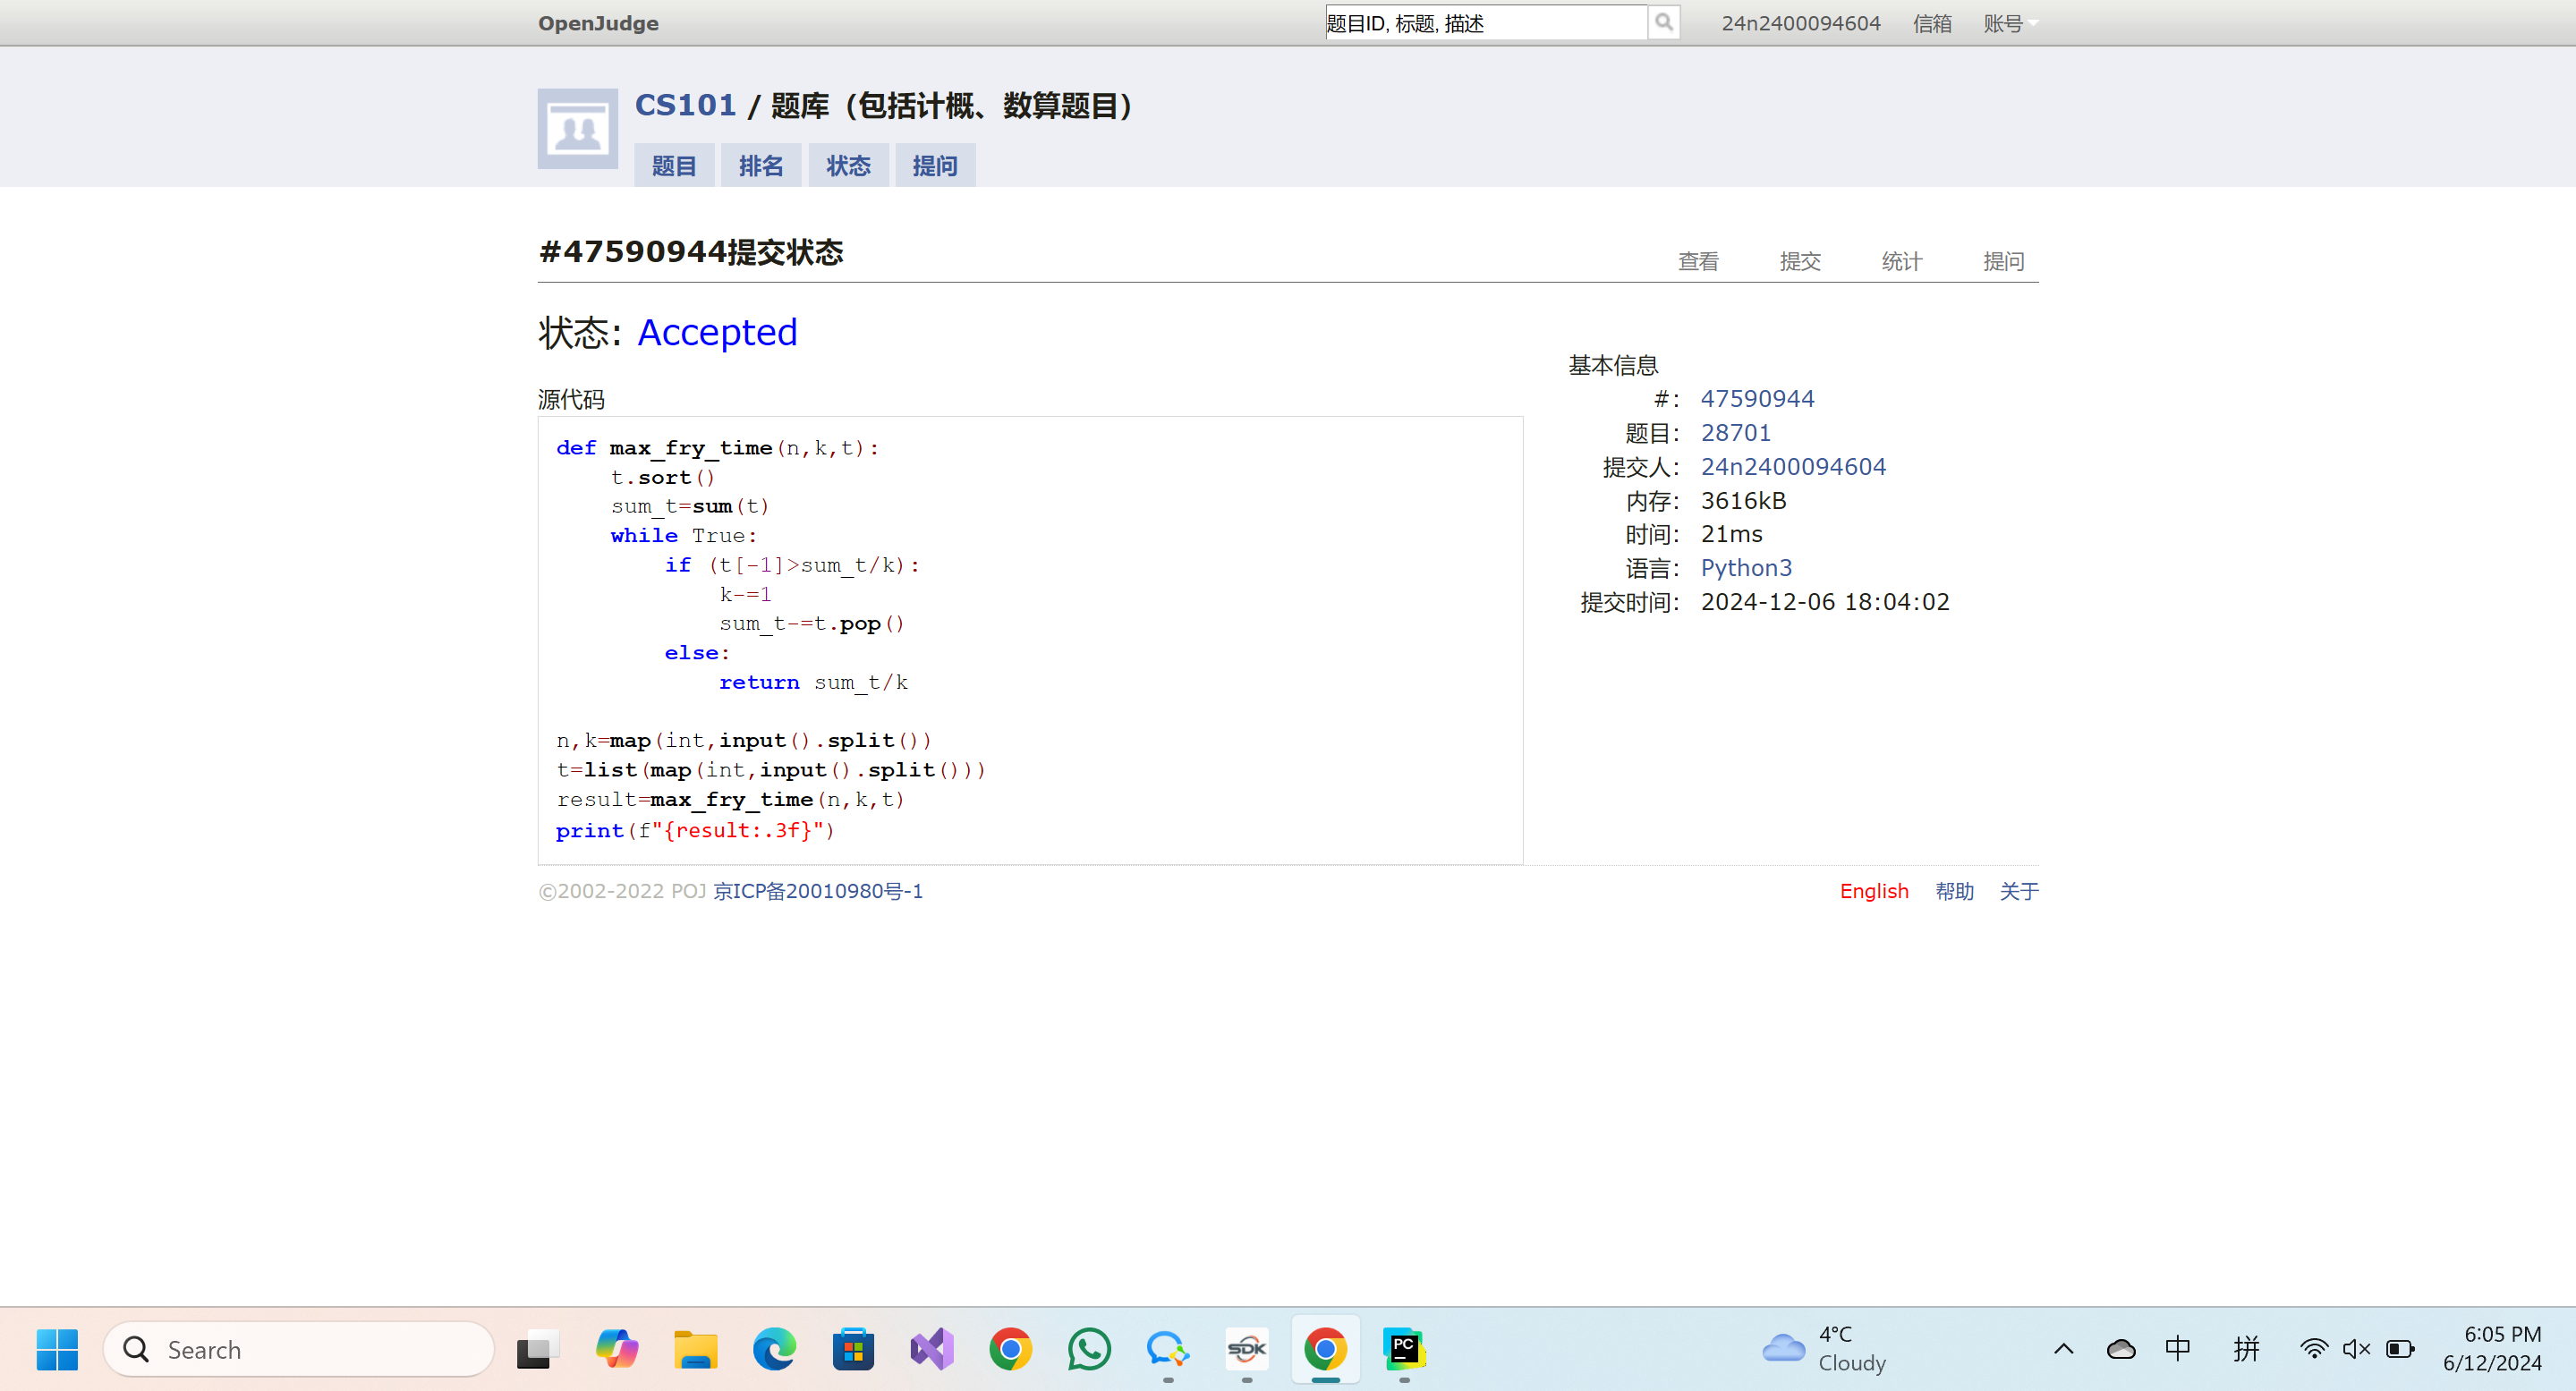 OpenJudge
题目ID, 标题, 描述
24n2400094604 信箱 账号
CS101 / 题库（包括计概、数算题目）
题目 排名 状态 提问
#47590944提交状态
查看 提交 统计 提问
状态: Accepted
源代码
def max_fry_time(n,k,t):
    t.sort()
    sum_t=sum(t)
    while True:
        if (t[-1]>sum_t/k):
            k-=1
            sum_t-=t.pop()
        else:
            return sum_t/k
n,k=map(int,input().split())
t=list(map(int,input().split()))
result=max_fry_time(n,k,t)
print(f"{result:.3f}")
基本信息
#: 47590944
题目: 28701
提交人: 24n2400094604
内存: 3616kB
时间: 21ms
语言: Python3
提交时间: 2024-12-06 18:04:02
©2002-2022 POJ 京ICP备20010980号-1
English 帮助 关于
Search
SDK
PC
4°C
Cloudy
中
拼
6:05 PM
6/12/2024